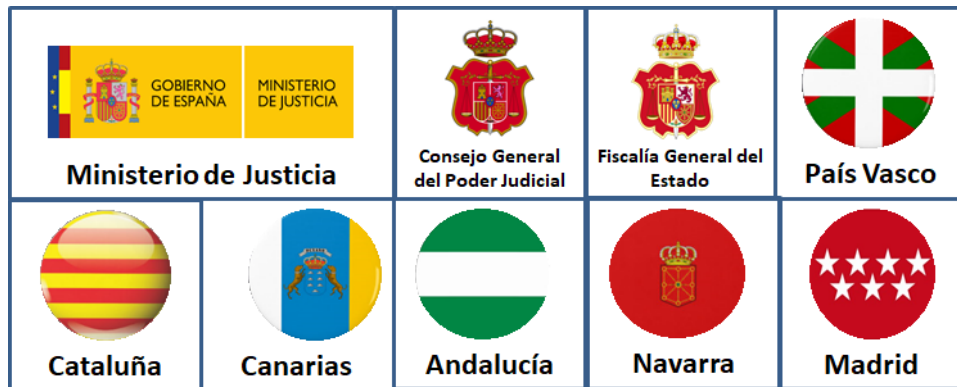 GOBIERNO
DE ESPAÑA
MINISTERIO
DE JUSTICIA
Ministerio de Justicia
Consejo General
del Poder Judicial
Fiscalía General del
Estado
País Vasco
Cataluña
Canarias
Andalucía
Navarra
Madrid